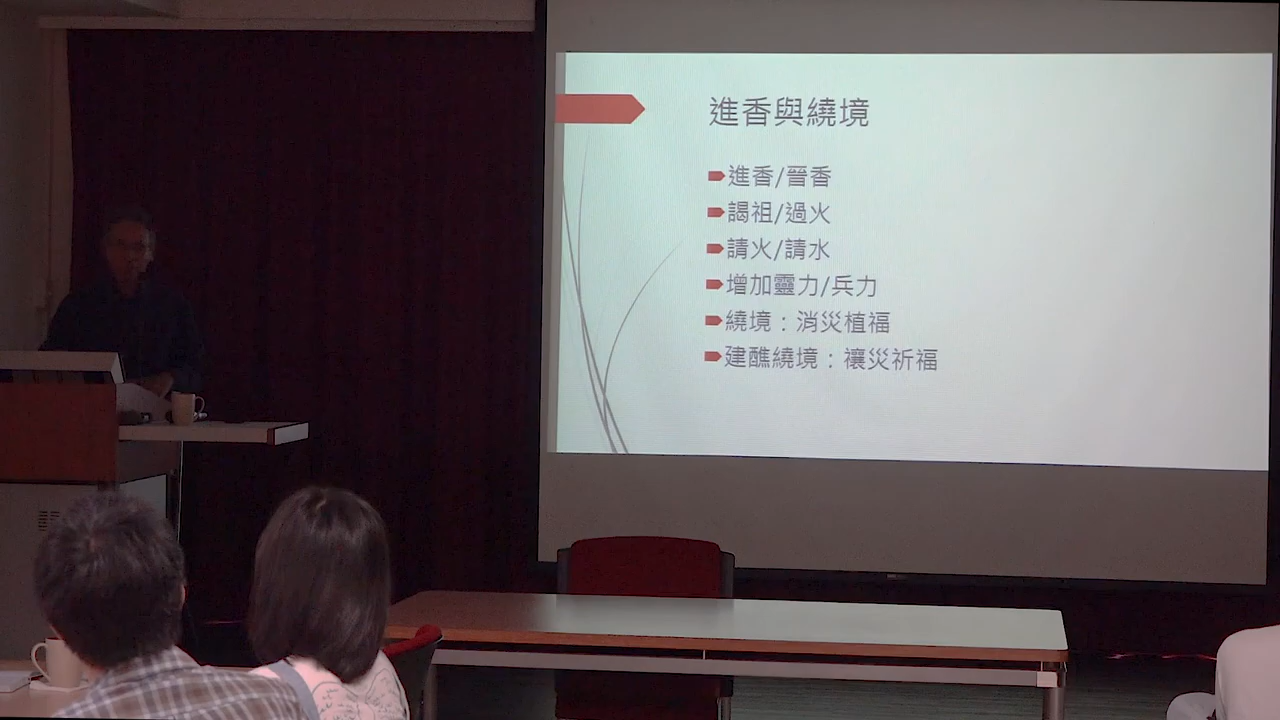 進香與繞境
進香/晉香
謁祖/過火
請火/請水
增加靈力/兵力
繞境：消災植福
建醮繞境：禳災祈福